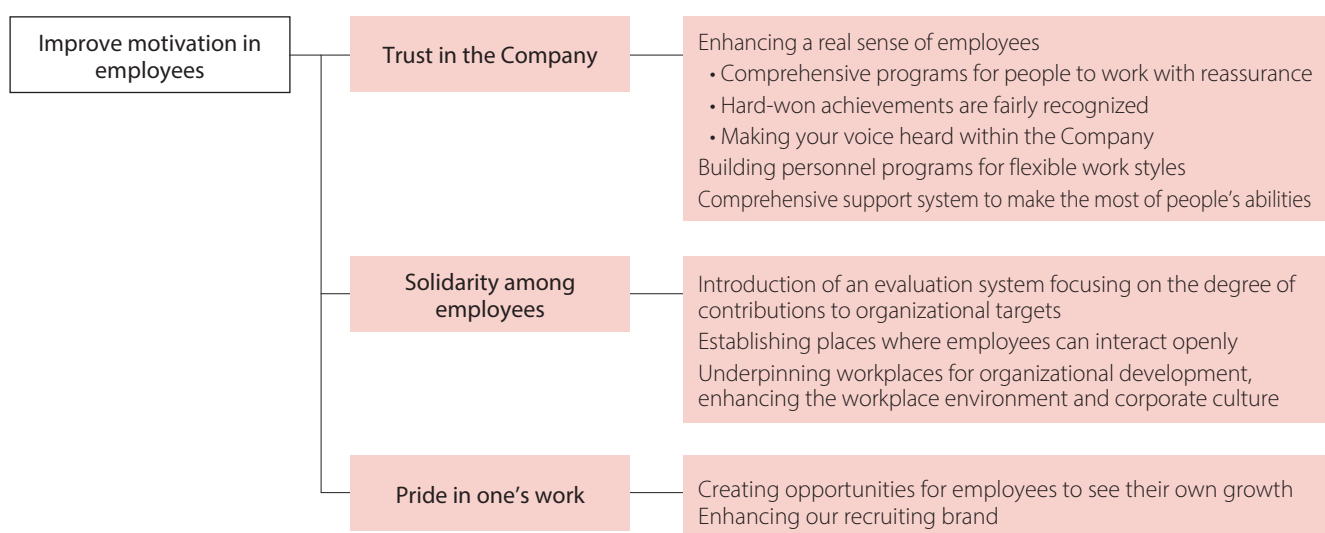 Improve motivation in
employees
Trust in the Company
Enhancing a real sense of employees
• Comprehensive programs for people to work with reassurance
• Hard-won achievements are fairly recognized
• Making your voice heard within the Company
Building personnel programs for flexible work styles
Comprehensive support system to make the most of people’s abilities
Solidarity among
employees
Introduction of an evaluation system focusing on the degree of
contributions to organizational targets
Establishing places where employees can interact openly
Underpinning workplaces for organizational development,
enhancing the workplace environment and corporate culture
Pride in one’s work
Creating opportunities for employees to see their own growth
Enhancing our recruiting brand